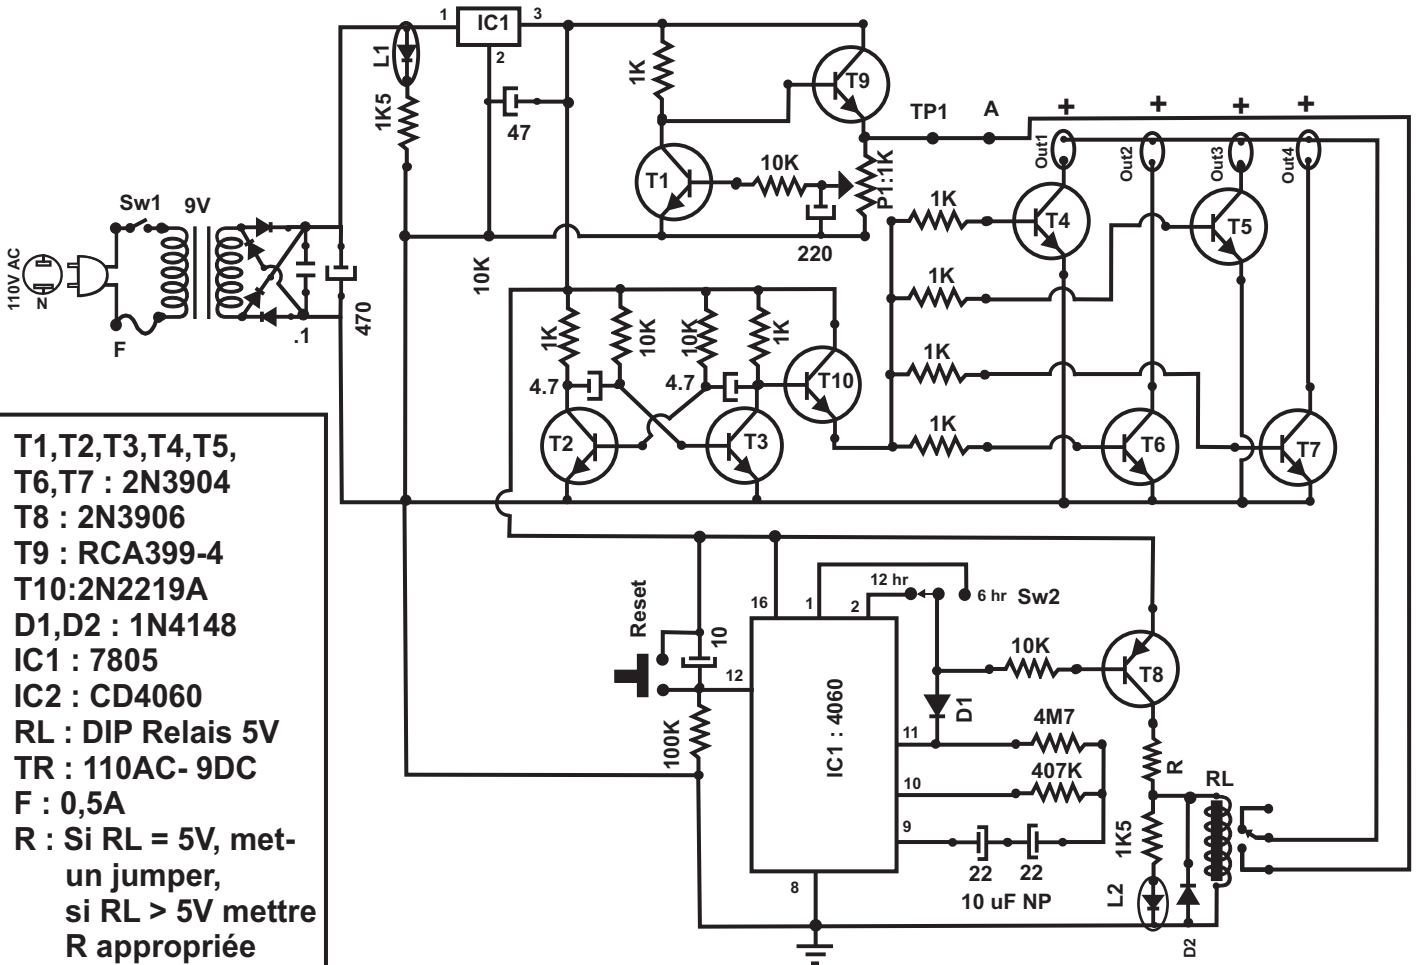 1
IC1
3
2
L1
1K5
47
1K
T9
TP1
A
+
+
+
+
Out1
Out2
Out3
Out4
T1
10K
P1:1K
220
1K
T4
T5
Sw1
9V
110V AC
N
F
.1
470
10K
1K
1K
10K
10K
1K
1K
4.7
4.7
T10
1K
T2
T3
T6
T7
T1,T2,T3,T4,T5,
T6,T7 : 2N3904
T8 : 2N3906
T9 : RCA399-4
T10:2N2219A
D1,D2 : 1N4148
IC1 : 7805
IC2 : CD4060
RL : DIP Relais 5V
TR : 110AC- 9DC
F : 0,5A
R : Si RL = 5V, met-
un jumper,
si RL > 5V mettre
R appropriée
Reset
10
16
1
2
12 hr
6 hr
Sw2
12
10K
T8
D1
100K
IC1 : 4060
11
4M7
10
407K
R
RL
9
22
22
10 uF NP
1K5
8
L2
D2